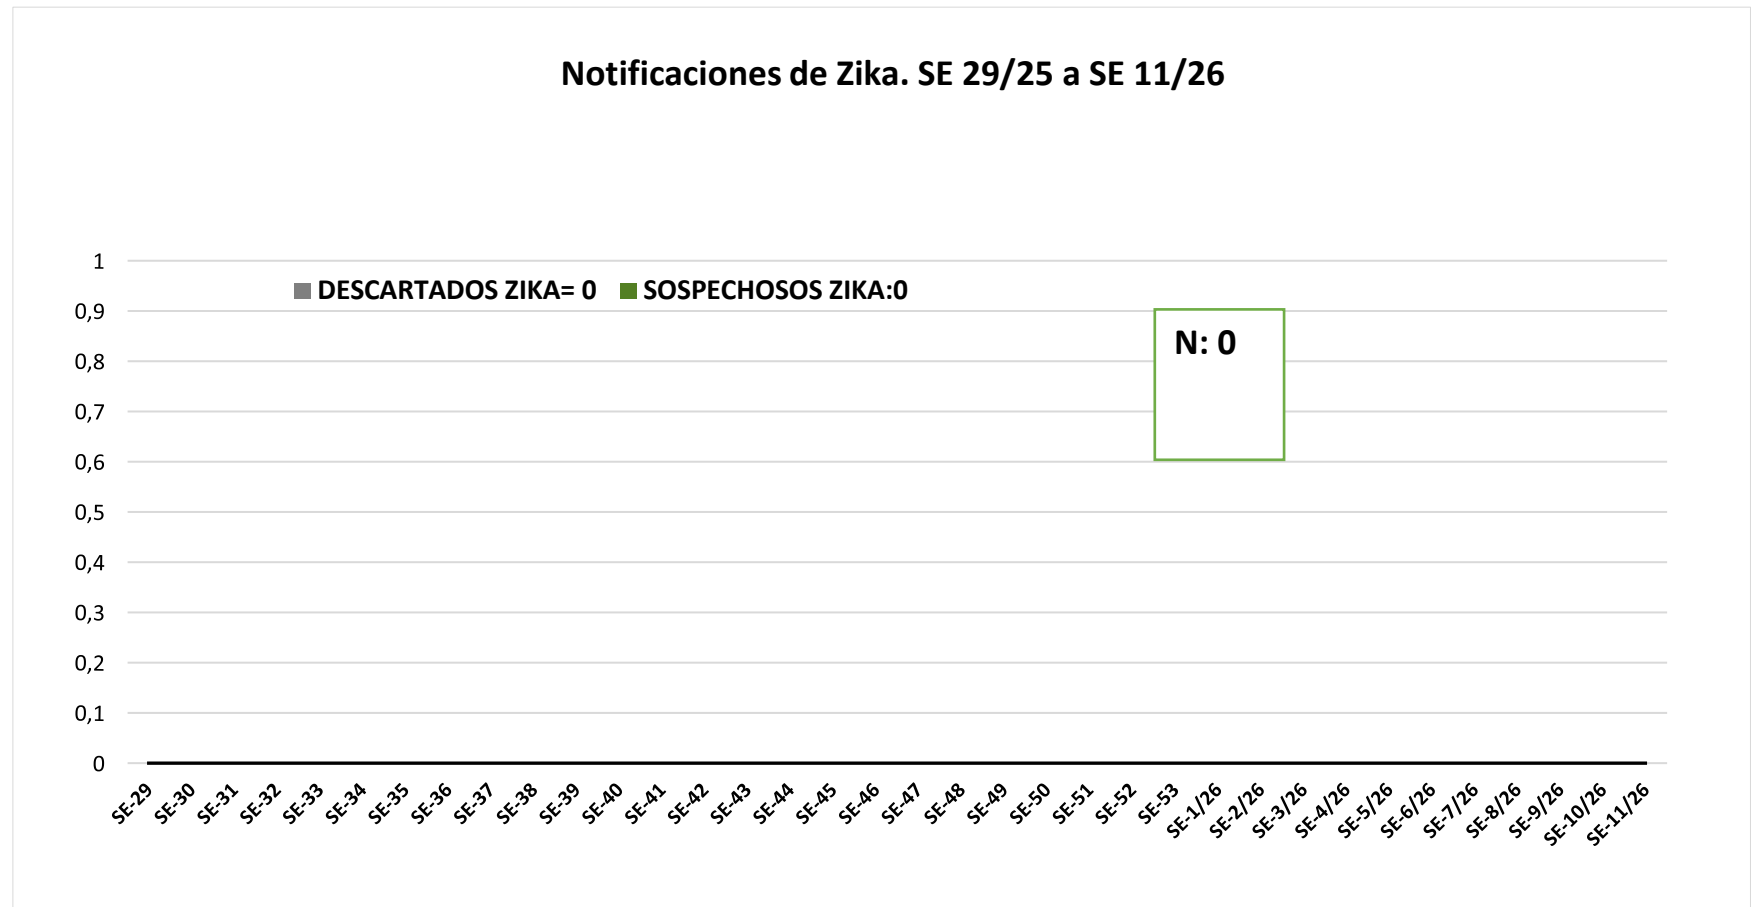 Notificaciones de Zika. SE 29/25 a SE 11/26
1
DESCARTADOS ZIKA= 0 SOSPECHOSOS ZIKA:0
0,9
N: 0
0,8
0,7
0,6
0,5
0,4
0,3
0,2
0,1
0
SE-29 SE-30 SE-31 SE-32 SE-33 SE-34 SE-35 SE-36 SE-37 SE-38 SE-39 SE-40 SE-41 SE-42 SE-43 SE-44 SE-45 SE-46 SE-47 SE-48 SE-49 SE-50 SE-51 SE-52 SE-53 SE-1/26 SE-2/26 SE-3/26 SE-4/26 SE-5/26 SE-6/26 SE-7/26 SE-8/26 SE-9/26 SE-10/26 SE-11/26